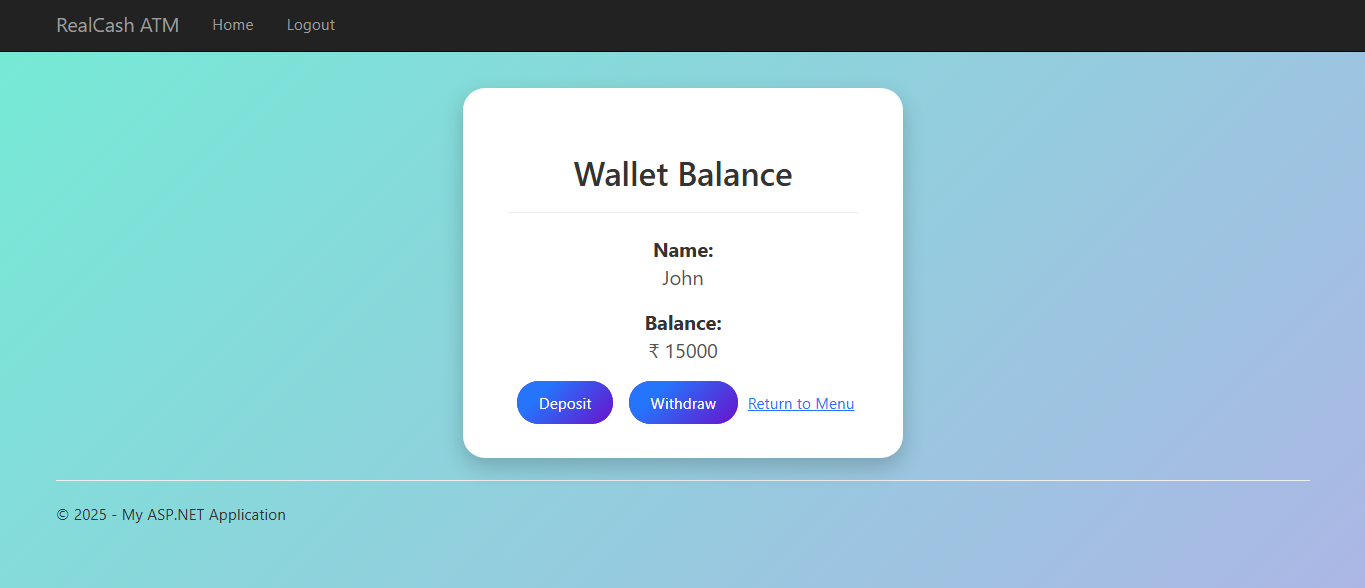 RealCash ATM Home Logout
Wallet Balance
Name:
John
Balance:
₹ 15000
Deposit Withdraw Return to Menu
© 2025 - My ASP.NET Application